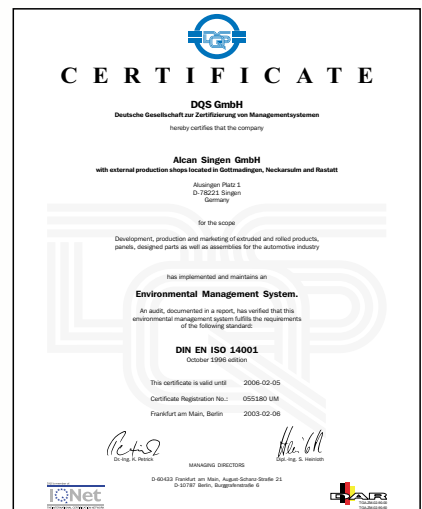 DQS
C E R T I F I C A T E
DQS GmbH
Deutsche Gesellschaft zur Zertifizierung von Managementsystemen
hereby certifies that the company
Alcan Singen GmbH
with external production shops located in Gottmadingen, Neckarsulm and Rastatt
Alusingen Platz 1
D-78221 Singen
Germany
for the scope
Development, production and marketing of extruded and rolled products,
panels, designed parts as well as assemblies for the automotive industry
has implemented and maintains an
Environmental Management System.
An audit, documented in a report, has verified that this
environmental management system fulfills the requirements
of the following standard:
DIN EN ISO 14001
October 1996 edition
This certificate is valid until 2006-02-05
Certificate Registration No.: 055180 UM
Frankfurt am Main, Berlin 2003-02-06
Dr.-Ing. K. Petrick Dipl.-Ing. S. Heinloth
MANAGING DIRECTORS
D-60433 Frankfurt am Main, August-Schanz-Straße 21
D-10787 Berlin, Burggrafenstraße 6
IQNet
DAR